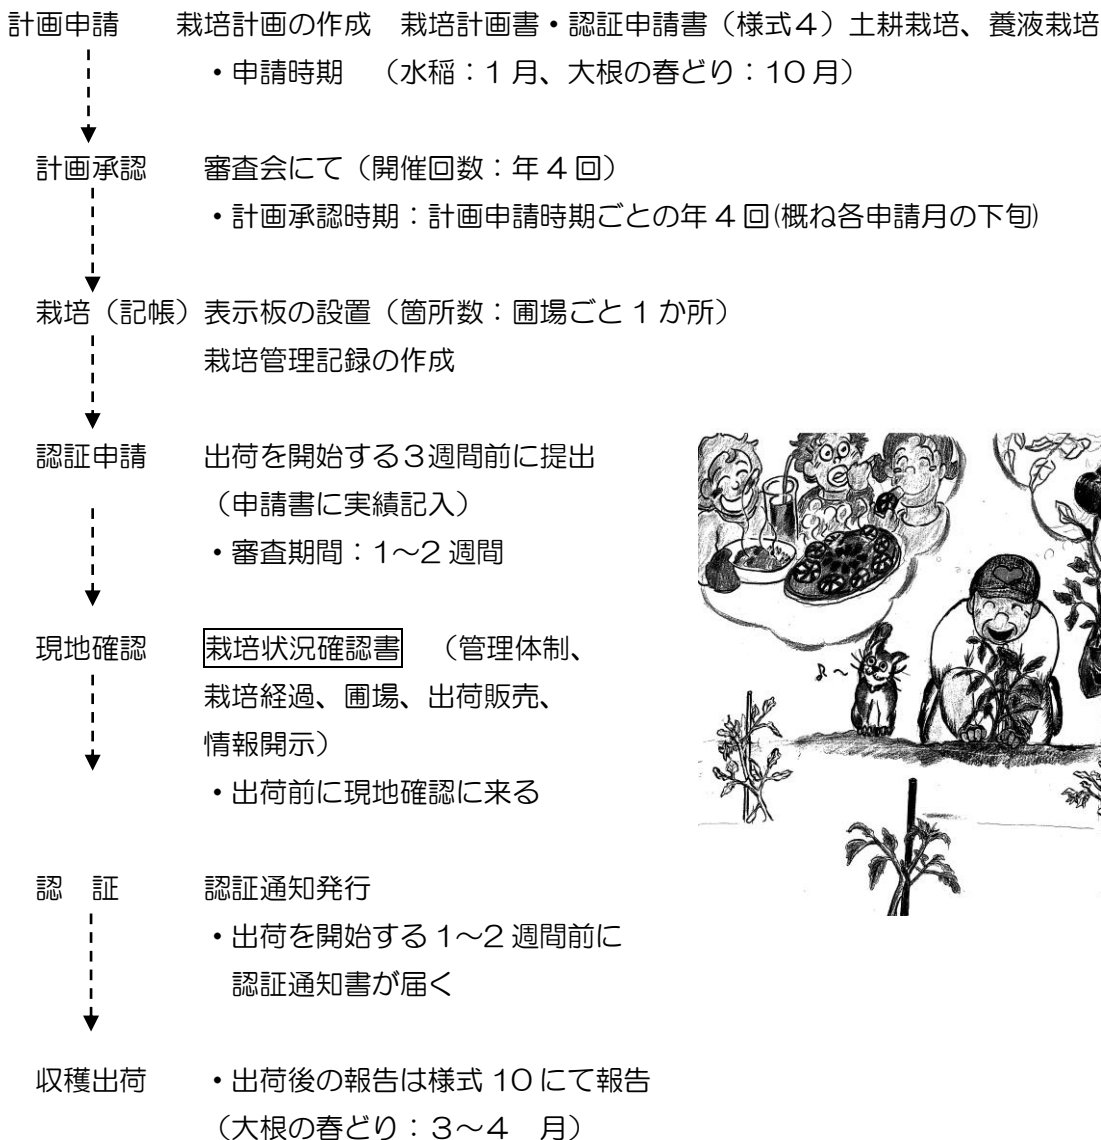 計画申請　　栽培計画の作成　栽培計画書・認証申請書（様式４）土耕栽培、養液栽培
・申請時期　（水稲：１月、大根の春どり：10月）
計画承認　　審査会にて（開催回数：年４回）
・計画承認時期：計画申請時期ごとの年４回(概ね各申請月の下旬)
栽培（記帳）表示板の設置（箇所数：圃場ごと１か所）
栽培管理記録の作成
認証申請　　出荷を開始する３週間前に提出
（申請書に実績記入）
・審査期間：１～２週間
現地確認　　栽培状況確認書　（管理体制、
栽培経過、圃場、出荷販売、
情報開示）
・出荷前に現地確認に来る
認　証　　　認証通知発行
・出荷を開始する１～２週間前に
認証通知書が届く
収穫出荷　　・出荷後の報告は様式10にて報告
（大根の春どり：３～４　月）